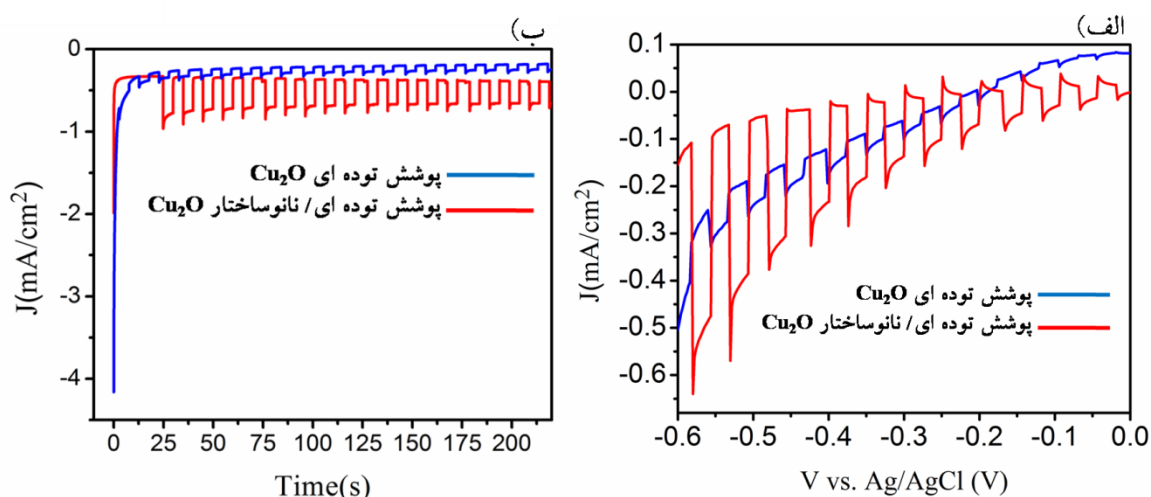 ب)
0
-1
-2
-3
-4
J(mA/cm²)
پوشش توده ای Cu₂O
پوشش توده ای/ نانوساختار Cu₂O
0 25 50 75 100 125 150 175 200
Time(s)
الف)
0.1
0.0
-0.1
-0.2
-0.3
-0.4
-0.5
-0.6
J(mA/cm²)
پوشش توده ای Cu₂O
پوشش توده ای/ نانوساختار Cu₂O
-0.6 -0.5 -0.4 -0.3 -0.2 -0.1 0.0
V vs. Ag/AgCl (V)